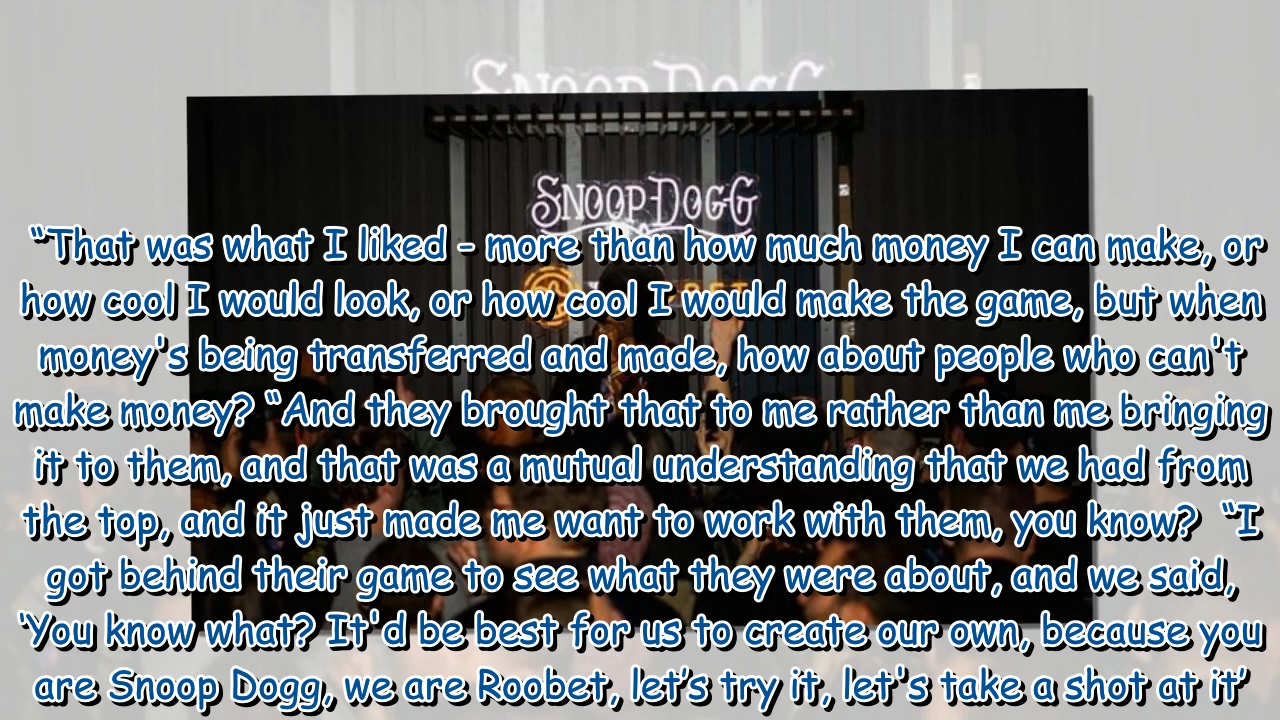 SNOOP DOGG
SNOOP DOGG
“That was what I liked - more than how much money I can make, or
how cool I would look, or how cool I would make the game, but when
money's being transferred and made, how about people who can't
make money? “And they brought that to me rather than me bringing
it to them, and that was a mutual understanding that we had from
the top, and it just made me want to work with them, you know?  “I
got behind their game to see what they were about, and we said,
‘You know what? It'd be best for us to create our own, because you
are Snoop Dogg, we are Roobet, let’s try it, let's take a shot at it’